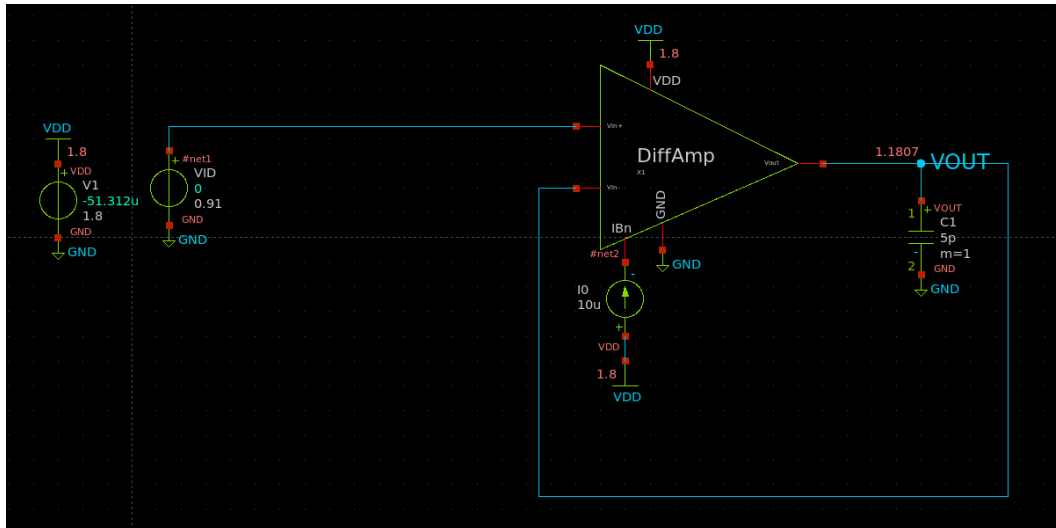 VDD
1.8
VDD
+
V1
-51.312u
1.8
GND
GND
+
#net1
VID
0
0.91
GND
GND
VDD
1.8
VDD
Vin+
DiffAmp
X1
Vout
Vin-
GND
IBn
#net2
GND
-
I0
10u
+
VDD
1.8
VDD
1.1807
VOUT
1
+
VOUT
C1
5p
m=1
-
2
GND
GND